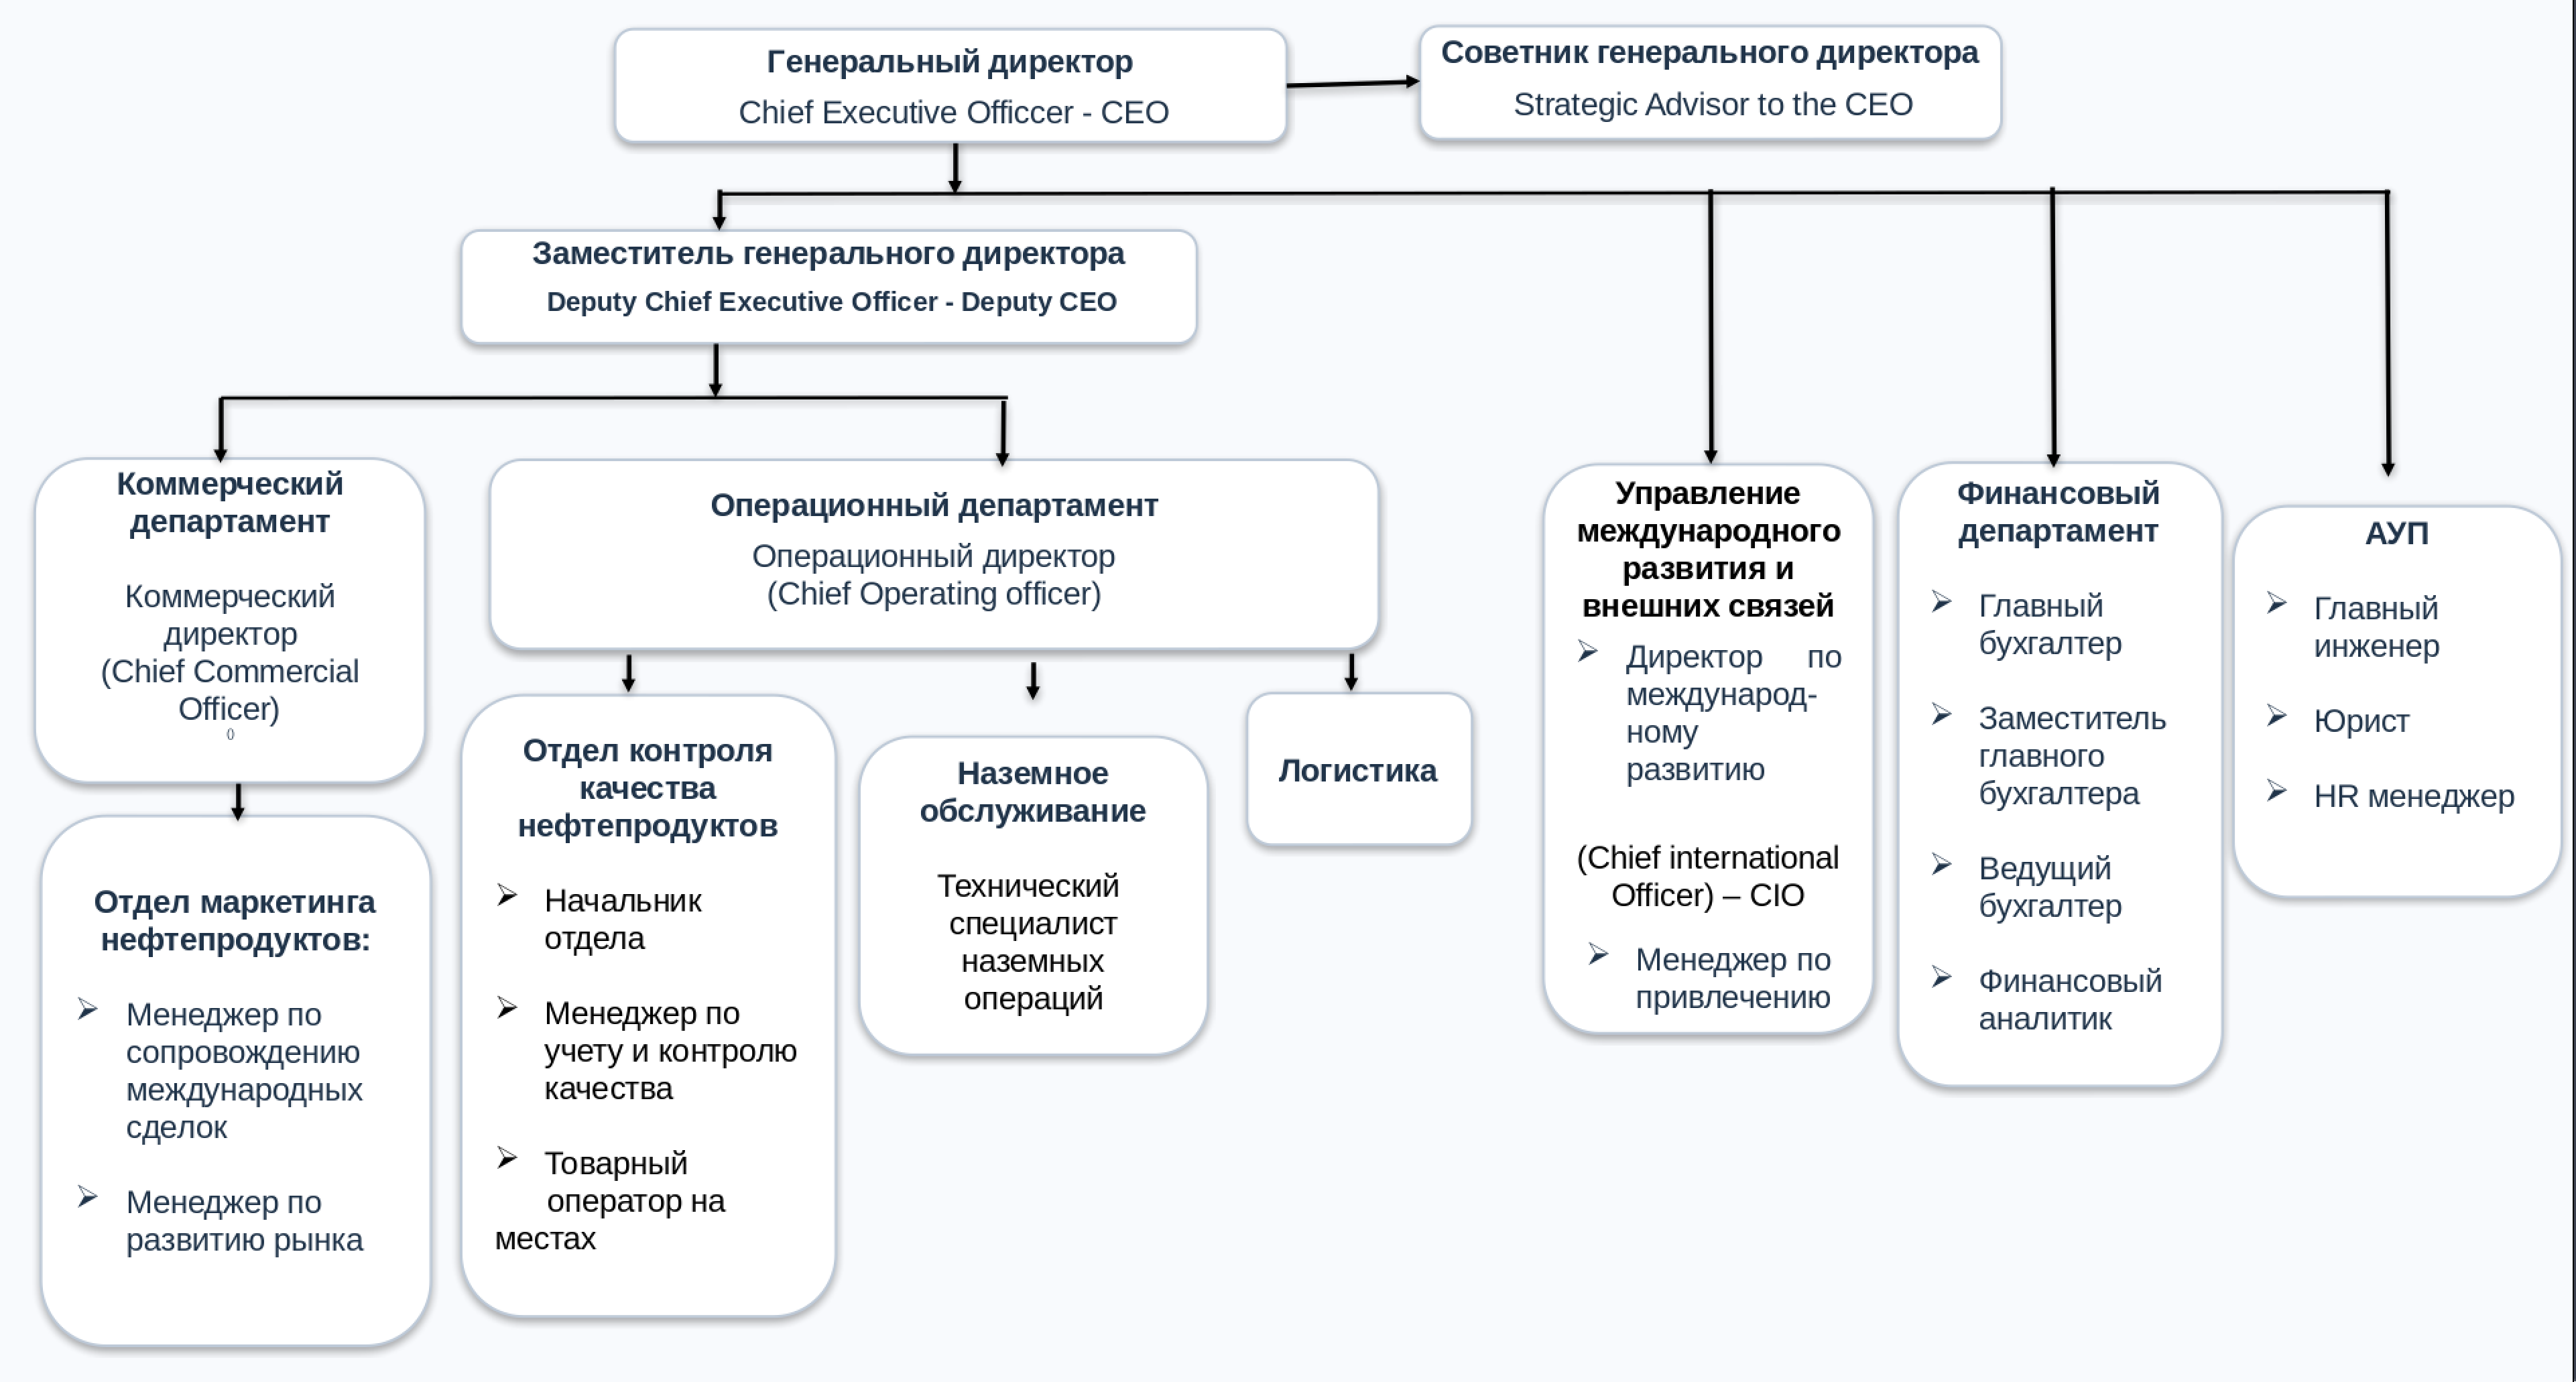 Генеральный директор
Chief Executive Officcer - CEO
Советник генерального директора
Strategic Advisor to the CEO
Заместитель генерального директора
Deputy Chief Executive Officer - Deputy CEO
Коммерческий
департамент
Коммерческий
директор
(Chief Commercial
Officer)
()
Операционный департамент
Операционный директор
(Chief Operating officer)
Управление
международного
развития и
внешних связей
Директор по
международ-
ному
развитию
(Chief international
Officer) – CIO
Менеджер по
привлечению
Финансовый
департамент
Главный
бухгалтер
Заместитель
главного
бухгалтера
Ведущий
бухгалтер
Финансовый
аналитик
АУП
Главный
инженер
Юрист
HR менеджер
Отдел маркетинга
нефтепродуктов:
Менеджер по
сопровождению
международных
сделок
Менеджер по
развитию рынка
Отдел контроля
качества
нефтепродуктов
Начальник
отдела
Менеджер по
учету и контролю
качества
Товарный
оператор на
местах
Наземное
обслуживание
Технический
специалист
наземных
операций
Логистика